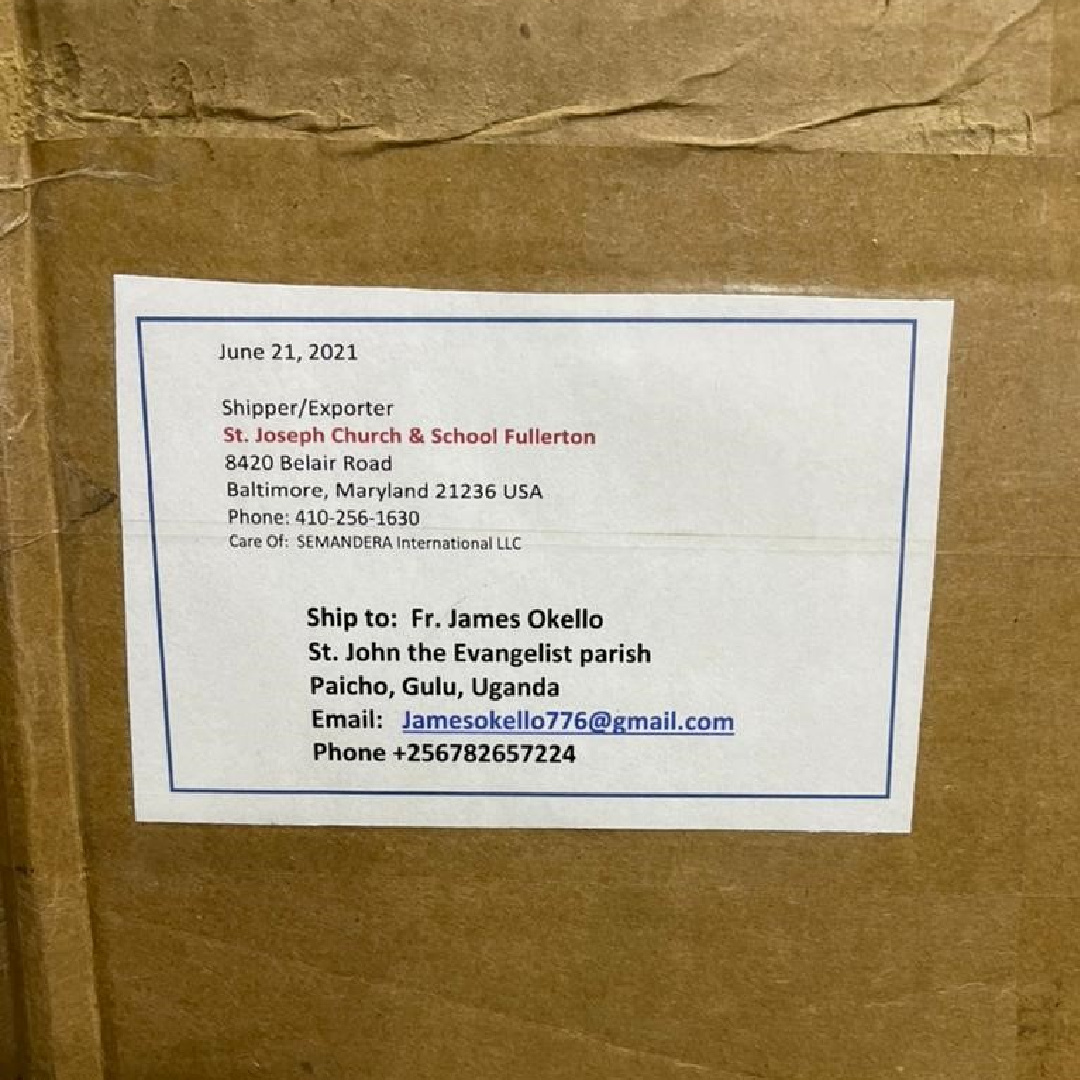 June 21, 2021
Shipper/Exporter
St. Joseph Church & School Fullerton
8420 Belair Road
Baltimore, Maryland 21236 USA
Phone: 410-256-1630
Care Of: SEMANDERA International LLC
Ship to: Fr. James Okello
St. John the Evangelist parish
Paicho, Gulu, Uganda
Email: Jamesokello776@gmail.com
Phone +256782657224